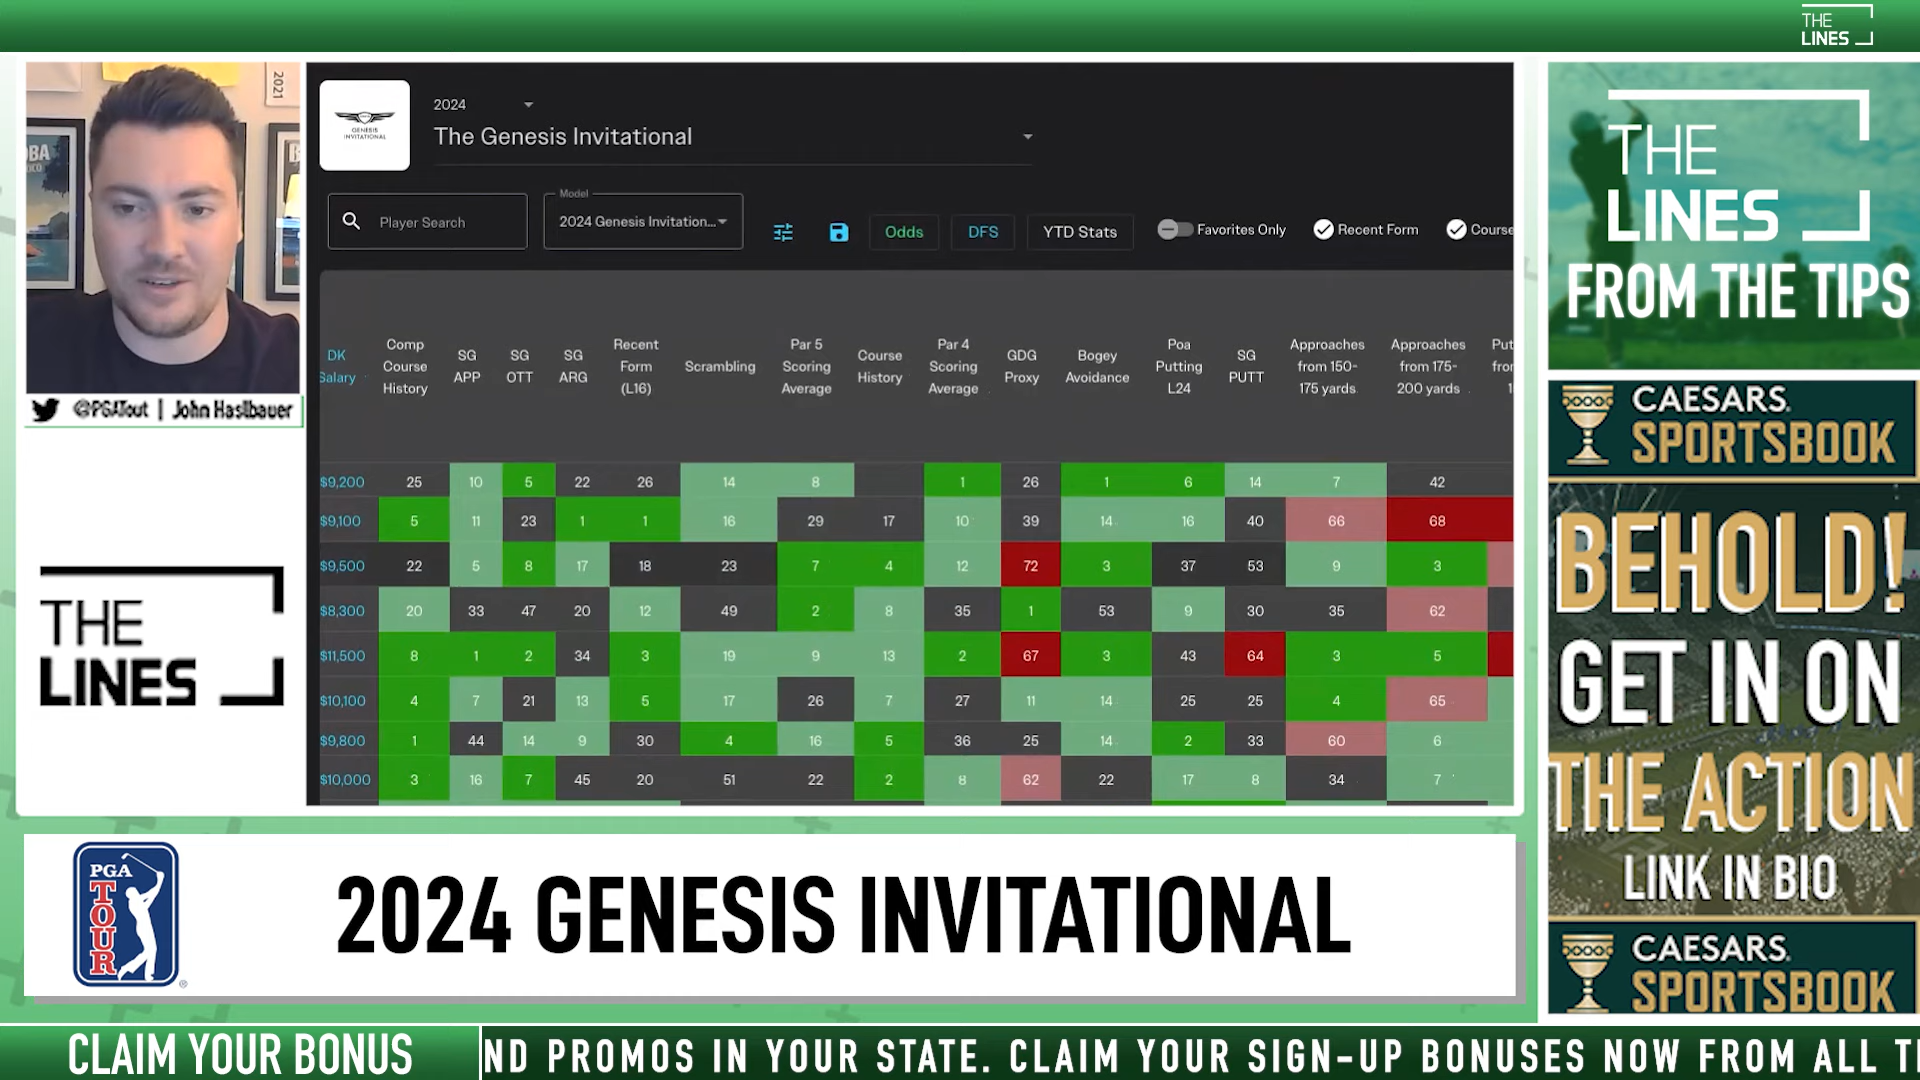 THE
LINES
2021
@PGATout | John Haslbauer
THE
LINES
GENESIS
INVITATIONAL
2024
The Genesis Invitational
Player Search
Model
2024 Genesis Invitation...
Odds
DFS
YTD Stats
Favorites Only
Recent Form
Course
DK Salary
Comp Course History
SG APP
SG OTT
SG ARG
Recent Form (L16)
Scrambling
Par 5 Scoring Average
Course History
Par 4 Scoring Average
GDG Proxy
Bogey Avoidance
Poa Putting L24
SG PUTT
Approaches from 150-175 yards
Approaches from 175-200 yards
$9,200 25 10 5 22 26 14 8 1 26 1 6 14 7 42
$9,100 5 11 23 1 1 16 29 17 10 39 14 16 40 66 68
$9,500 22 5 8 17 18 23 7 4 12 72 3 37 53 9 3
$8,300 20 33 47 20 12 49 2 8 35 1 53 9 30 35 62
$11,500 8 1 2 34 3 19 9 13 2 67 3 43 64 3 5
$10,100 4 7 21 13 5 17 26 7 27 11 14 25 25 4 65
$9,800 1 44 14 9 30 4 16 5 36 25 14 2 33 60 6
$10,000 3 16 7 45 20 51 22 2 8 62 22 17 8 34 7
THE
LINES
FROM THE TIPS
CAESARS
SPORTSBOOK
BEHOLD!
GET IN ON
THE ACTION
LINK IN BIO
CAESARS
SPORTSBOOK
PGA
TOUR
2024 GENESIS INVITATIONAL
CLAIM YOUR BONUS
ND PROMOS IN YOUR STATE. CLAIM YOUR SIGN-UP BONUSES NOW FROM ALL T